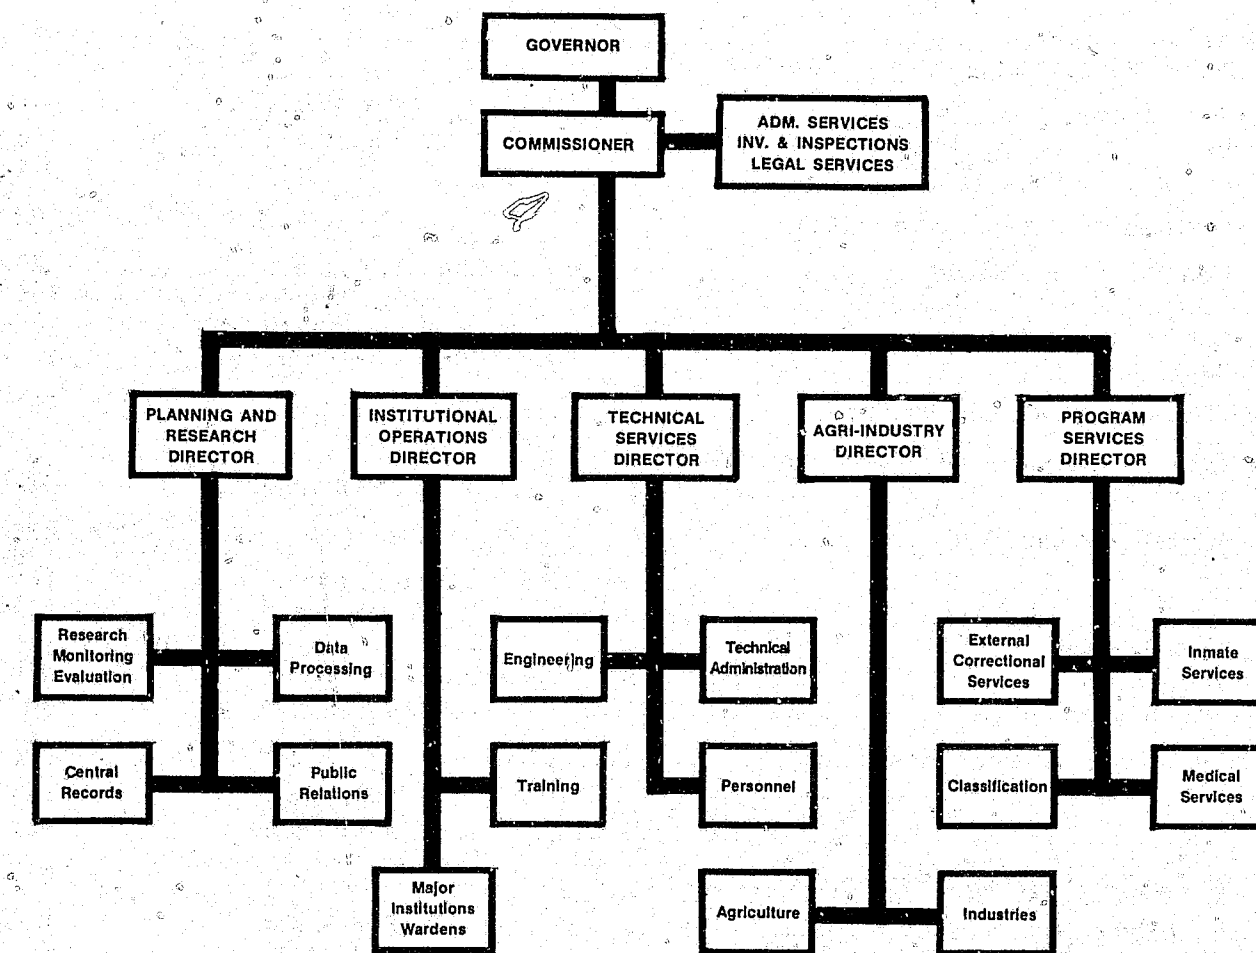 GOVERNOR
COMMISSIONER
ADM. SERVICES
INV. & INSPECTIONS
LEGAL SERVICES
PLANNING AND
RESEARCH
DIRECTOR
INSTITUTIONAL
OPERATIONS
DIRECTOR
TECHNICAL
SERVICES
DIRECTOR
AGRI-INDUSTRY
DIRECTOR
PROGRAM
SERVICES
DIRECTOR
Research
Monitoring
Evaluation
Data
Processing
Engineering
Technical
Administration
External
Correctional
Services
Inmate
Services
Central
Records
Public
Relations
Training
Personnel
Classification
Medical
Services
Major
Institutions
Wardens
Agriculture
Industries